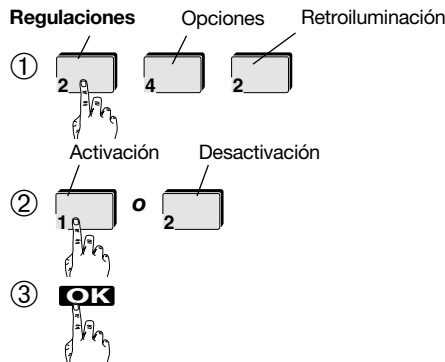 Regulaciones Opciones Retroiluminación
① 2 4 2
Activación Desactivación
② 1 o 2
③ OK